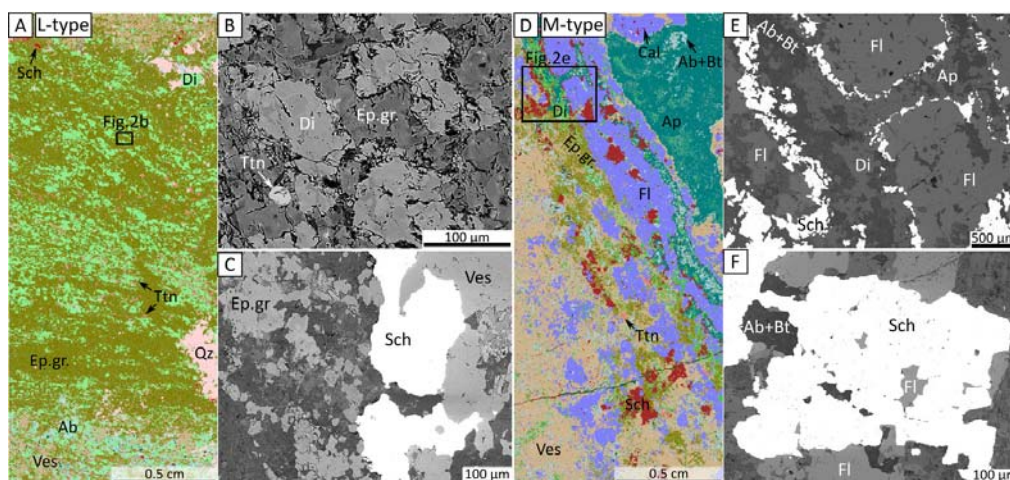 A L-type
Sch
Di
Fig. 2b
Ttn
Qz
Ep.gr.
Ab
Ves
0.5 cm
B
Di
Ep.gr.
Ttn
100 µm
C
Ep.gr
Ves
Sch
100 µm
D M-type
Cal
Ab+Bt
Fig. 2e
Di
Ap
Ep.gr.
Fl
Ttn
Sch
Ves
0.5 cm
E
Ab+Bt
Fl
Ap
Fl
Di
Fl
Sch
500 µm
F
Ab+Bt
Sch
Fl
Fl
100 µm